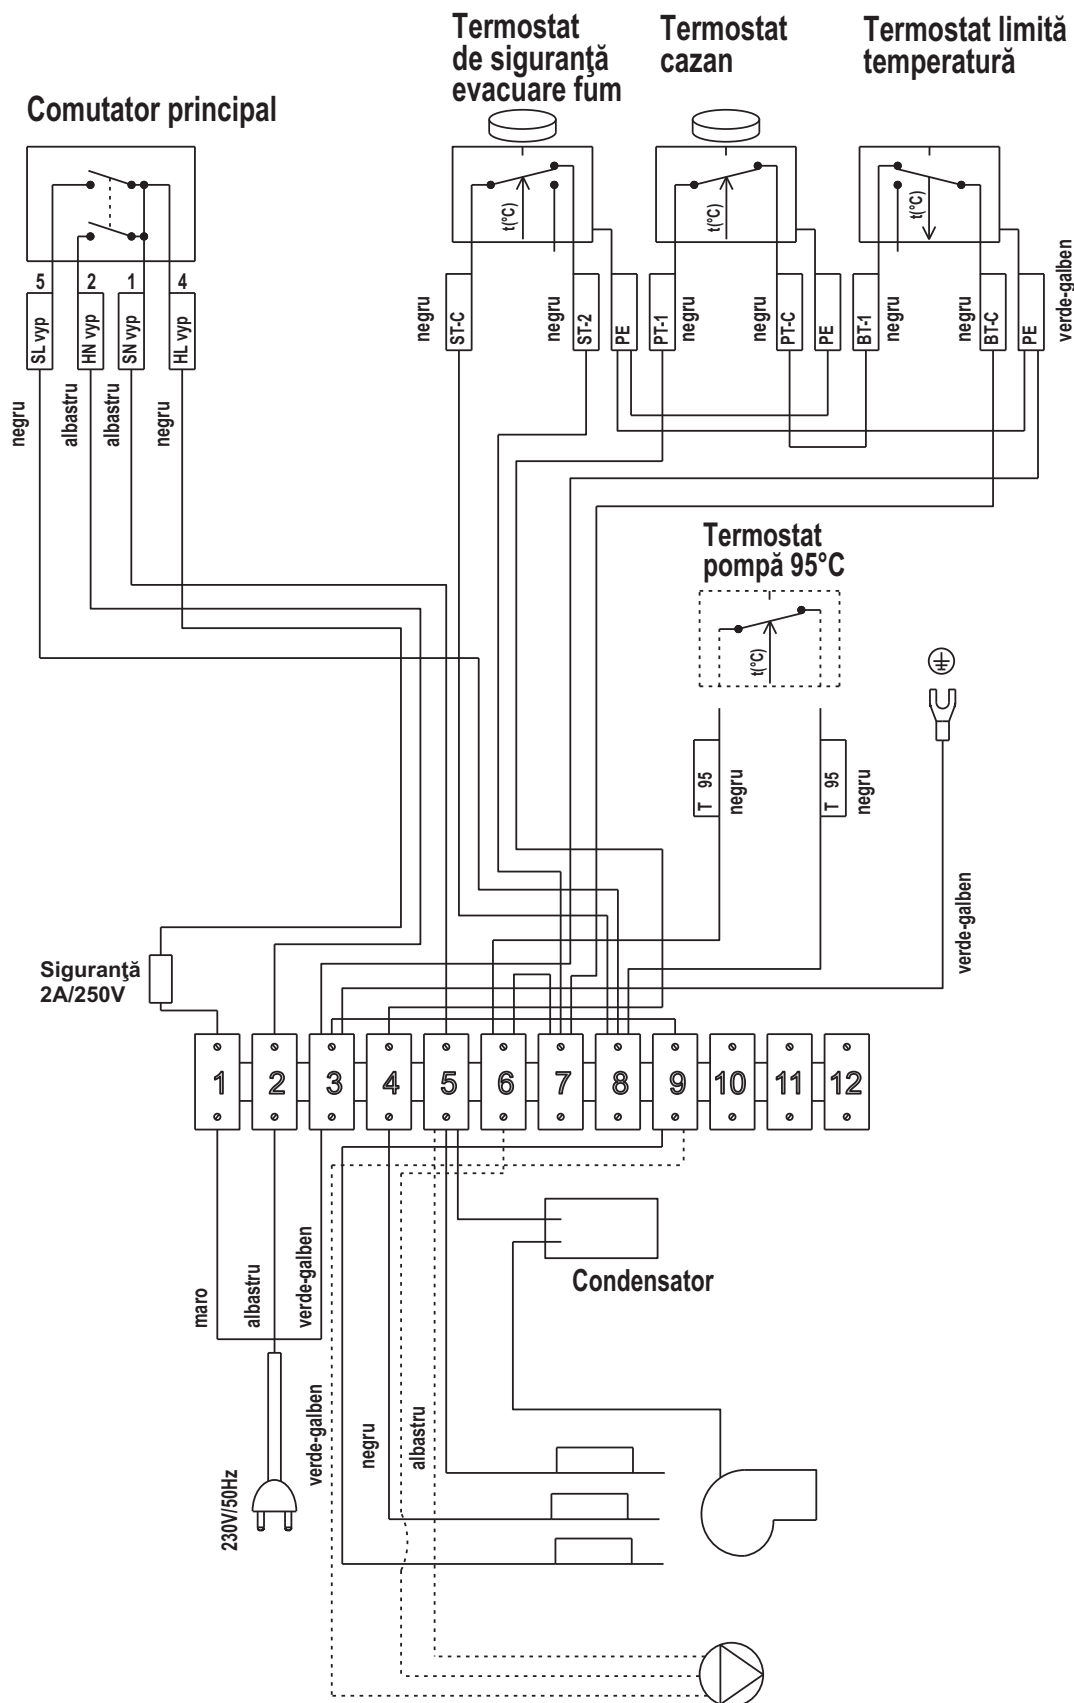 Termostat
de siguranţă
evacuare fum
Termostat
cazan
Termostat limită
temperatură
Comutator principal
t(°C)
t(°C)
t(°C)
5
2
1
4
SL vyp
HN vyp
SN vyp
HL vyp
negru
albastru
albastru
negru
negru
ST-C
negru
ST-2
PE
PT-1
negru
negru
PT-C
PE
BT-1
negru
negru
BT-C
PE
verde-galben
Termostat
pompă 95°C
t(°C)
T 95
negru
T 95
negru
verde-galben
Siguranţă
2A/250V
1
2
3
4
5
6
7
8
9
10
11
12
maro
albastru
verde-galben
Condensator
verde-galben
negru
albastru
230V/50Hz